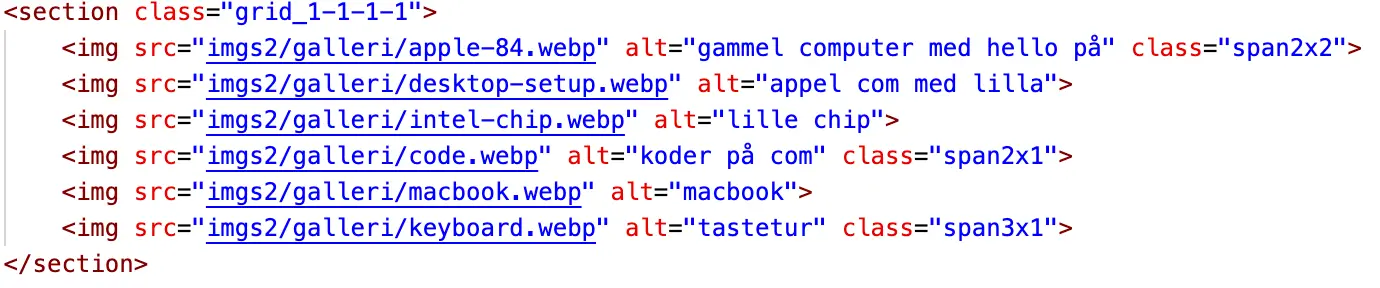 <section class="grid_1-1-1-1">
<img src="imgs2/galleri/apple-84.webp" alt="gammel computer med hello på" class="span2x2">
<img src="imgs2/galleri/desktop-setup.webp" alt="appel com med lilla">
<img src="imgs2/galleri/intel-chip.webp" alt="lille chip">
<img src="imgs2/galleri/code.webp" alt="koder på com" class="span2x1">
<img src="imgs2/galleri/macbook.webp" alt="macbook">
<img src="imgs2/galleri/keyboard.webp" alt="tastetur" class="span3x1">
</section>